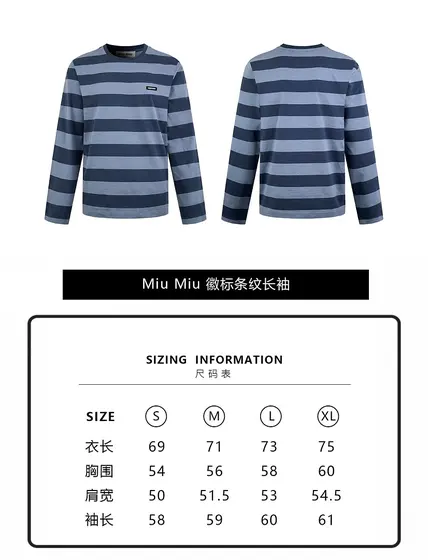 Miu Miu 徽标条纹长袖
SIZING INFORMATION
尺码表
SIZE S M L XL
衣长 69 71 73 75
胸围 54 56 58 60
肩宽 50 51.5 53 54.5
袖长 58 59 60 61